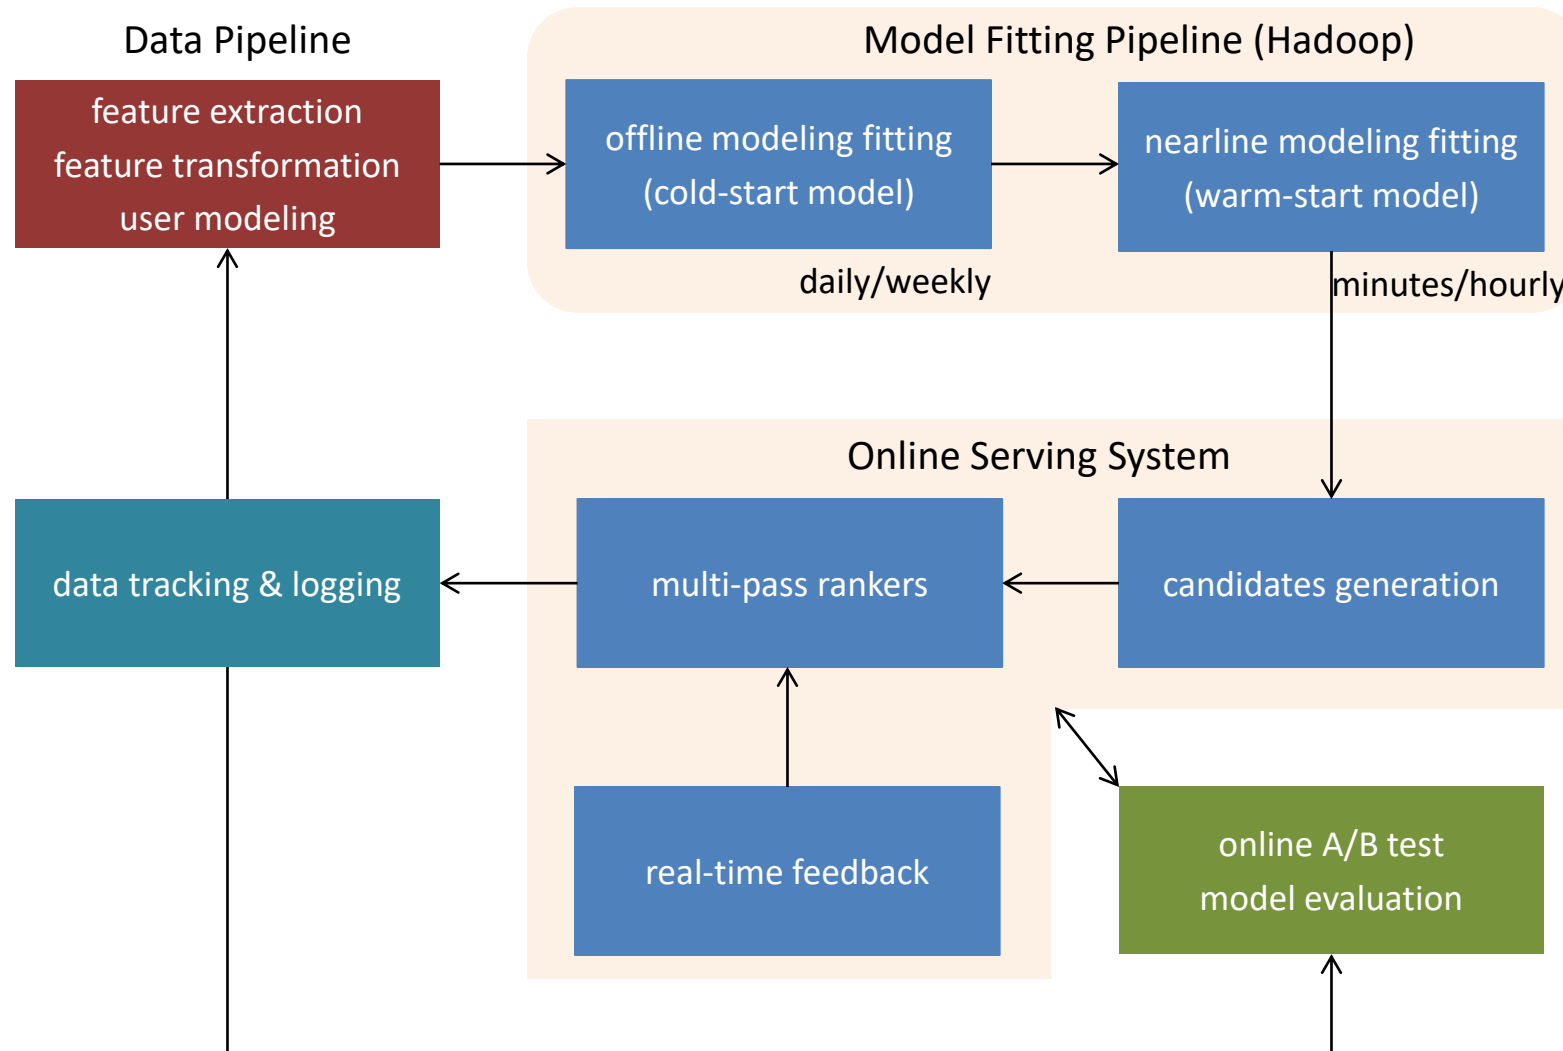 Data Pipeline
Model Fitting Pipeline (Hadoop)
feature extraction
feature transformation
user modeling
offline modeling fitting
(cold-start model)
nearline modeling fitting
(warm-start model)
daily/weekly
minutes/hourly
Online Serving System
data tracking & logging
multi-pass rankers
candidates generation
real-time feedback
online A/B test
model evaluation